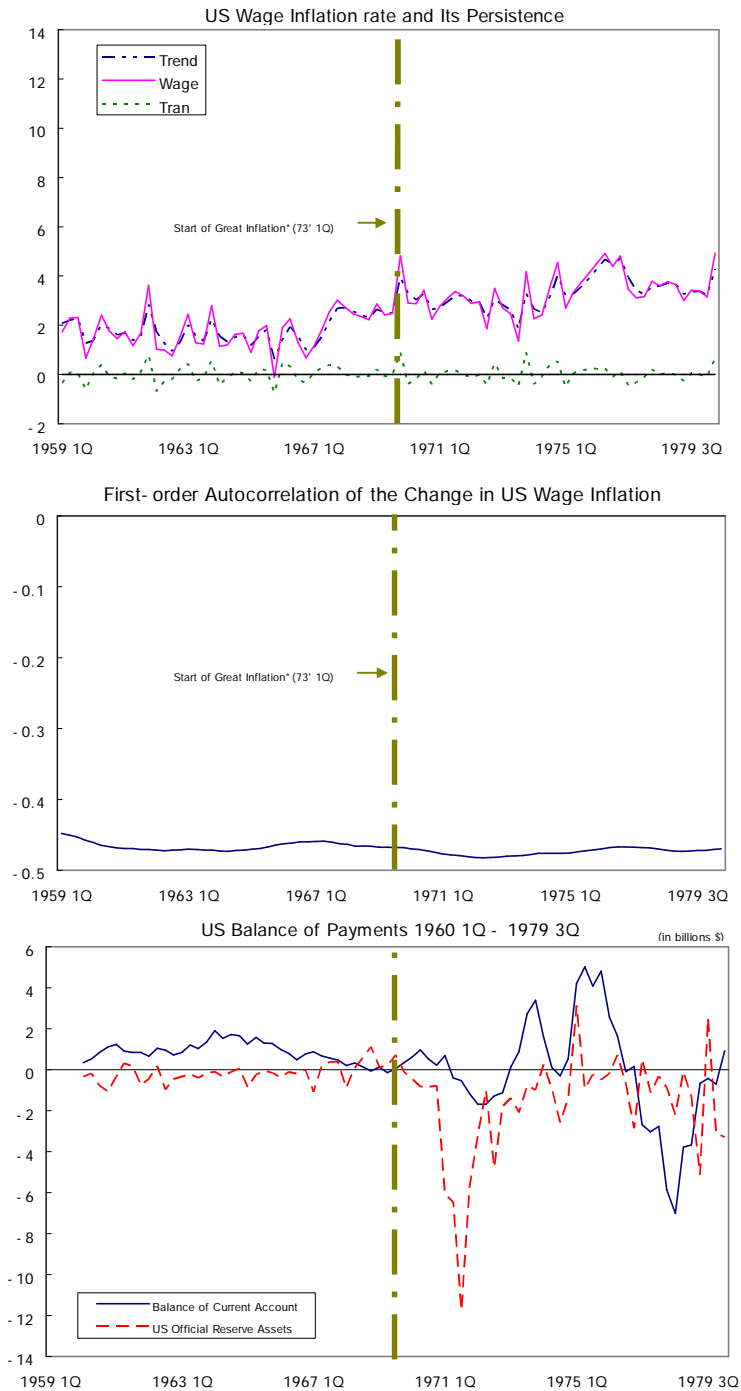 US Wage Inflation rate and Its Persistence
14
12
10
8
6
4
2
0
- 2
Trend
Wage
Tran
Start of Great Inflation* (73' 1Q)
1959 1Q 1963 1Q 1967 1Q 1971 1Q 1975 1Q 1979 3Q
First- order Autocorrelation of the Change in US Wage Inflation
0
- 0.1
- 0.2
- 0.3
- 0.4
- 0.5
Start of Great Inflation* (73' 1Q)
1959 1Q 1963 1Q 1967 1Q 1971 1Q 1975 1Q 1979 3Q
US Balance of Payments 1960 1Q - 1979 3Q
(in billions $)
6
4
2
0
- 2
- 4
- 6
- 8
- 10
- 12
- 14
Balance of Current Account
US Official Reserve Assets
1959 1Q 1963 1Q 1967 1Q 1971 1Q 1975 1Q 1979 3Q